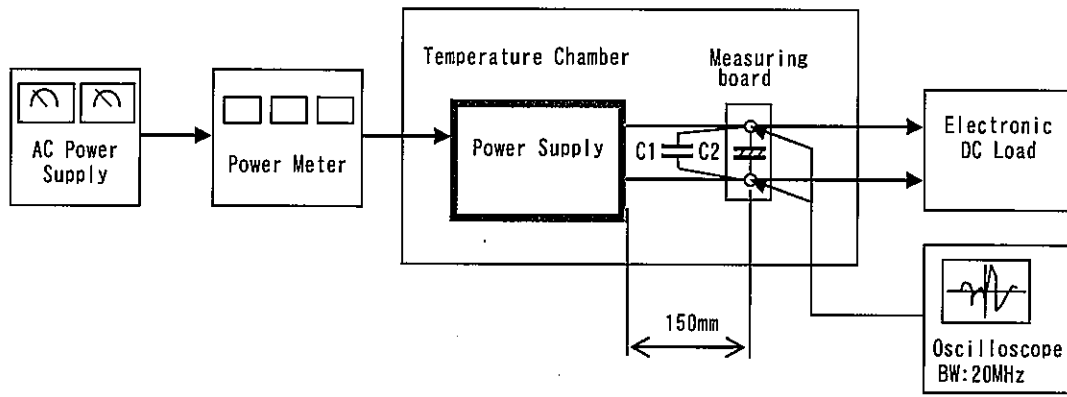 Temperature Chamber
Measuring
board
AC Power
Supply
Power Meter
Power Supply
C1
C2
Electronic
DC Load
150mm
Oscilloscope
BW:20MHz